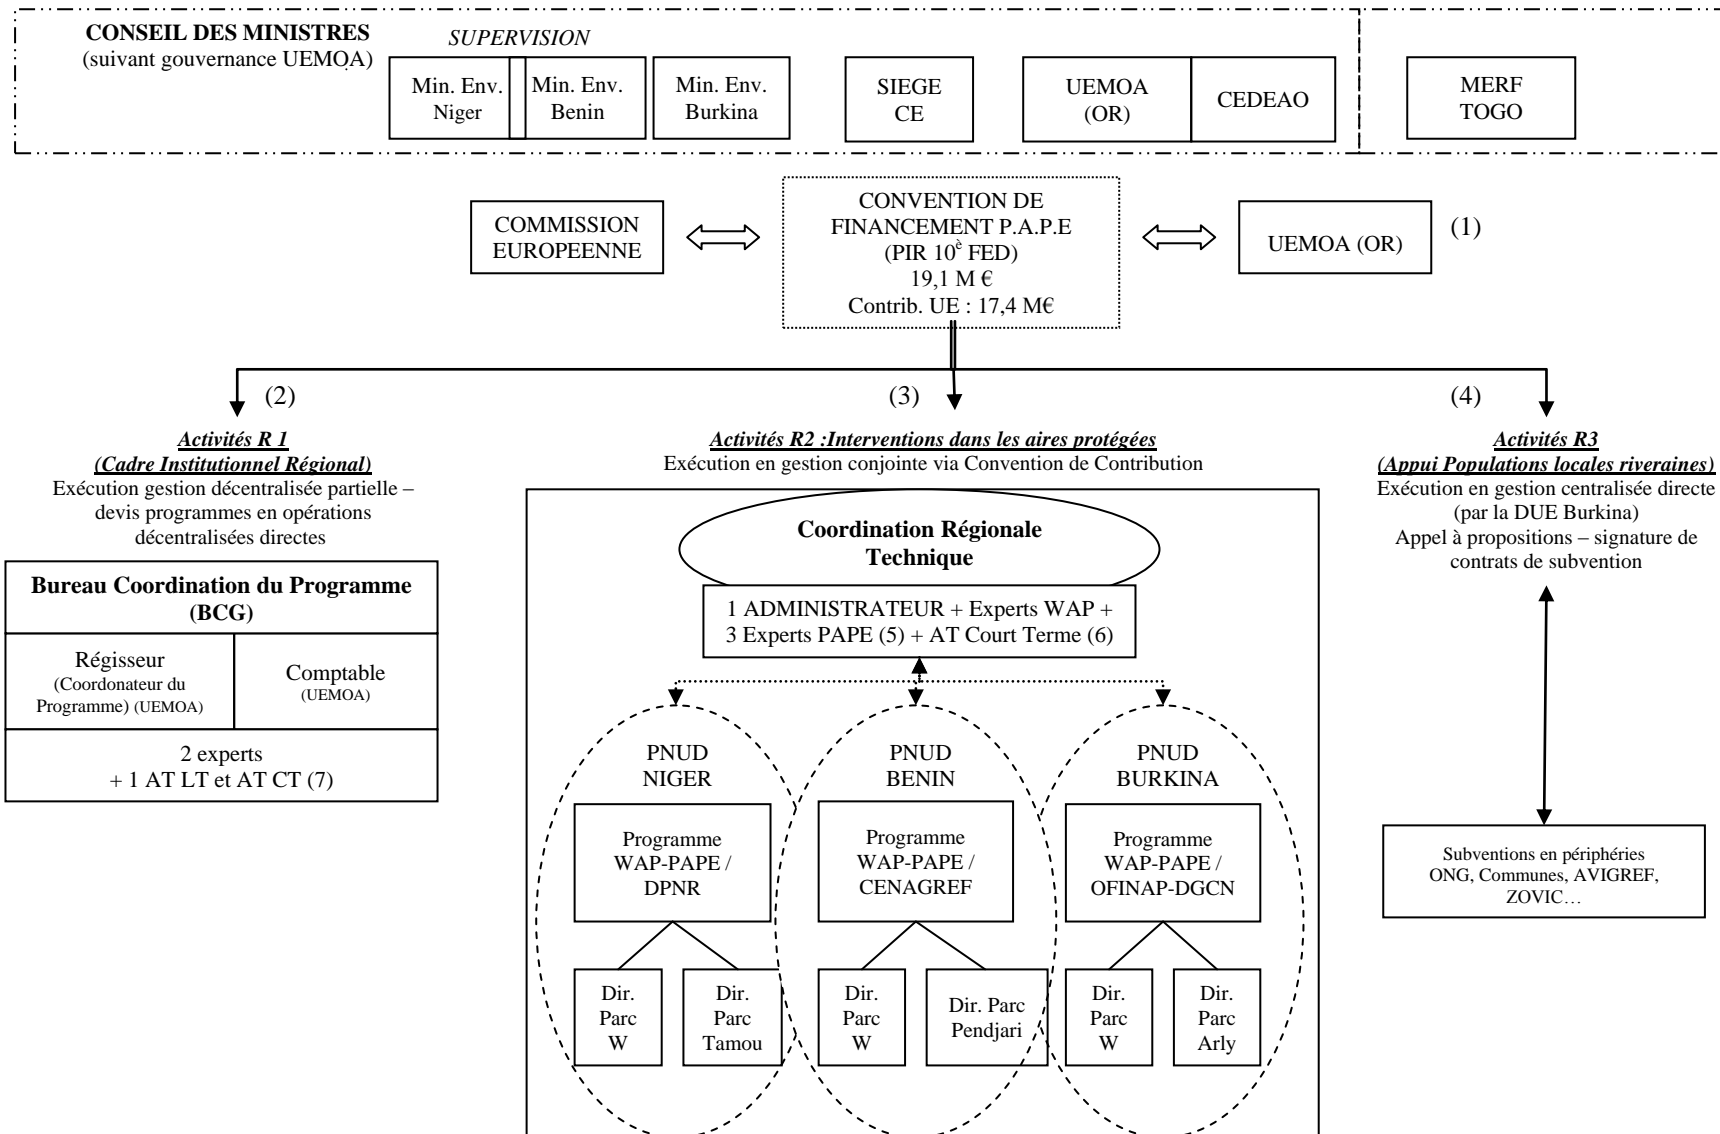 CONSEIL DES MINISTRES
(suivant gouvernance UEMOA)
SUPERVISION
Min. Env.
Niger
Min. Env.
Benin
Min. Env.
Burkina
SIEGE
CE
UEMOA
(OR)
CEDEAO
MERF
TOGO
COMMISSION
EUROPEENNE
CONVENTION DE
FINANCEMENT P.A.P.E
(PIR 10è FED)
19,1 M €
Contrib. UE : 17,4 M€
UEMOA (OR)
(1)
(2)
(3)
(4)
Activités R 1
(Cadre Institutionnel Régional)
Exécution gestion décentralisée partielle –
devis programmes en opérations
décentralisées directes
Bureau Coordination du Programme
(BCG)
Régisseur
(Coordonateur du
Programme) (UEMOA)
Comptable
(UEMOA)
2 experts
+ 1 AT LT et AT CT (7)
Activités R2 :Interventions dans les aires protégées
Exécution en gestion conjointe via Convention de Contribution
Coordination Régionale
Technique
1 ADMINISTRATEUR + Experts WAP +
3 Experts PAPE (5) + AT Court Terme (6)
PNUD
NIGER
Programme
WAP-PAPE /
DPNR
Dir.
Parc
W
Dir.
Parc
Tamou
PNUD
BENIN
Programme
WAP-PAPE /
CENAGREF
Dir.
Parc
W
Dir. Parc
Pendjari
PNUD
BURKINA
Programme
WAP-PAPE /
OFINAP-DGCN
Dir.
Parc
W
Dir.
Parc
Arly
Activités R3
(Appui Populations locales riveraines)
Exécution en gestion centralisée directe
(par la DUE Burkina)
Appel à propositions – signature de
contrats de subvention
Subventions en périphéries
ONG, Communes, AVIGREF,
ZOVIC…